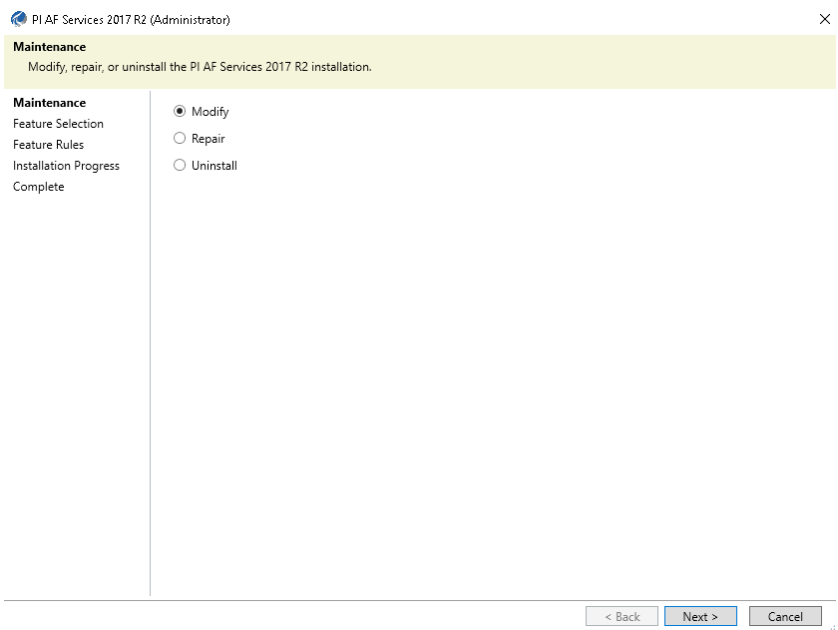 PI AF Services 2017 R2 (Administrator)
Maintenance
Modify, repair, or uninstall the PI AF Services 2017 R2 installation.
Maintenance
Feature Selection
Feature Rules
Installation Progress
Complete
Modify
Repair
Uninstall
< Back
Next >
Cancel